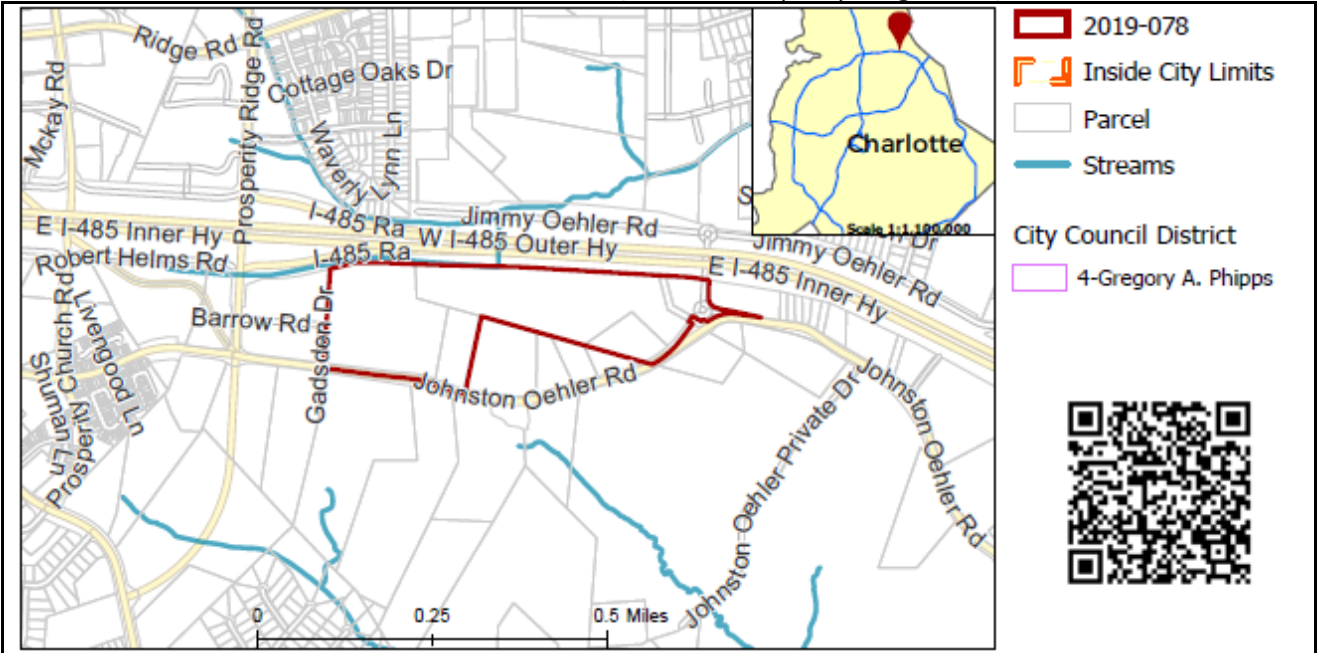 Ridge Rd
Mckay Rd
Prosperity Ridge Rd
Cottage Oaks Dr
Waverly
Lynn Ln
I-485 Ra
Jimmy Oehler Rd
E I-485 Inner Hy
W I-485 Outer Hy
Jimmy Oehler Rd
Robert Helms Rd
I-485 Ra
E I-485 Inner Hy
Barrow Rd
Gadsden Dr
Livengood Ln
Prosperity Church Rd
Shuman Ln
Johnston Oehler Rd
Johnston Oehler Private Dr
Johnston Oehler Rd
0 0.25 0.5 Miles
Charlotte
Scale 1:1,100,000
2019-078
Inside City Limits
Parcel
Streams
City Council District
4-Gregory A. Phipps